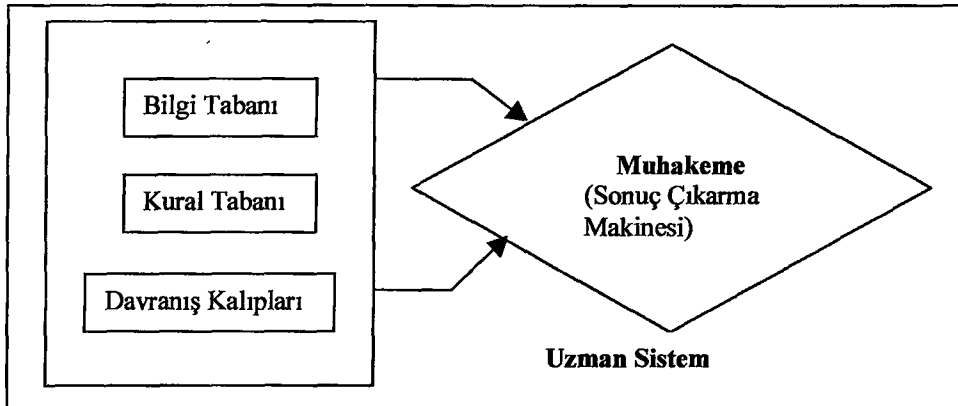 Bilgi Tabanı
Kural Tabanı
Davranış Kalıpları
Muhakeme
(Sonuç Çıkarma
Makinesi)
Uzman Sistem